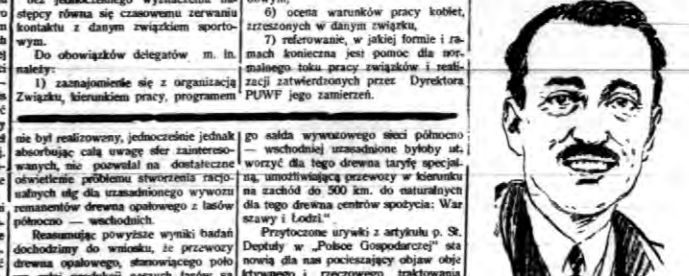 stępcy równa się czasowemu zerwaniu
kontaktu z danym związkiem sporto-
wym.
Do obowiązków delegatów m. in.
należy:
1) zaznajomienie się z organizacją
Związku, kierunkiem pracy, programem
6) ocena warunków pracy kobiet,
zrzeszonych w danym związku,
7) referowanie, w jakiej formie i ra-
mach konieczna jest pomoc dla nor-
malnego toku pracy związków i reali-
zacji zatwierdzonych przez Dyrektora
PUWF jego zamierzeń.
nie był realizowany, jednocześnie jednak
absorbując całą uwagę sfer zaintereso-
wanych, nie pozwalał na dostateczne
oświetlenie problemu stworzenia racjo-
nalnych ulg dla uzasadnionego wywozu
remanentów drewna opałowego z lasów
północno — wschodnich.
Reasumując powyższe wyniki badań
dochodzimy do wniosku, że przewozy
drewna opałowego, stanowiącego poło
go salda wywozowego sieci północno
— wschodniej uzasadnione byłoby ut.
worzyć dla tego drewna taryfę specjal-
ną, umożliwiającą przewozy w kierunku
na zachód do 500 km. do naturalnych
dla tego drewna centrów spożycia: War
szawy i Łodzi."
Przytoczone urywki z artykułu p. St.
Deptuły w „Polsce Gospodarczej" sta
nowią dla nas pocieszający objaw obje
ktywnego i rzeczowego traktowania